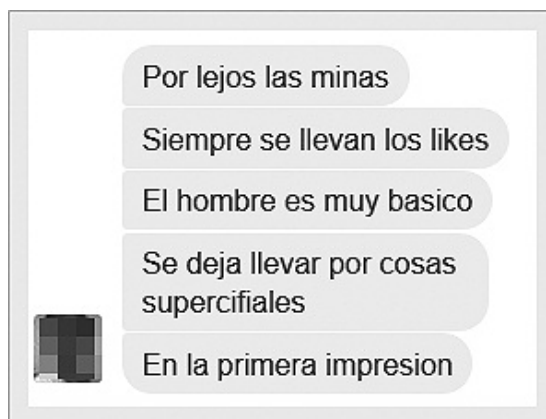 Por lejos las minas
Siempre se llevan los likes
El hombre es muy basico
Se deja llevar por cosas
supercifiales
En la primera impresion